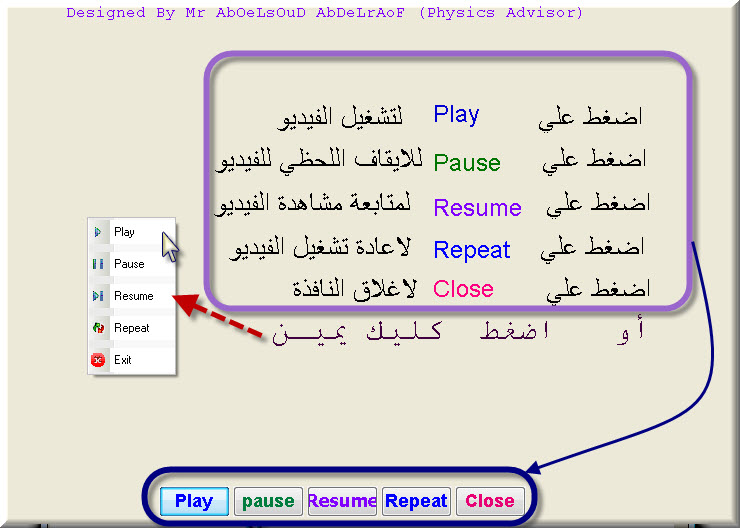 Designed By Mr AbOeLsOuD AbDeLrAoF (Physics Advisor)
اضغط علي Play لتشغيل الفيديو
اضغط علي Pause للايقاف اللحظي للفيديو
اضغط علي Resume لمتابعة مشاهدة الفيديو
اضغط علي Repeat لاعادة تشغيل الفيديو
اضغط علي Close لاغلاق النافذة
أو اضغط كليك يميــن
Play
Pause
Resume
Repeat
Exit
Play pause Resume Repeat Close